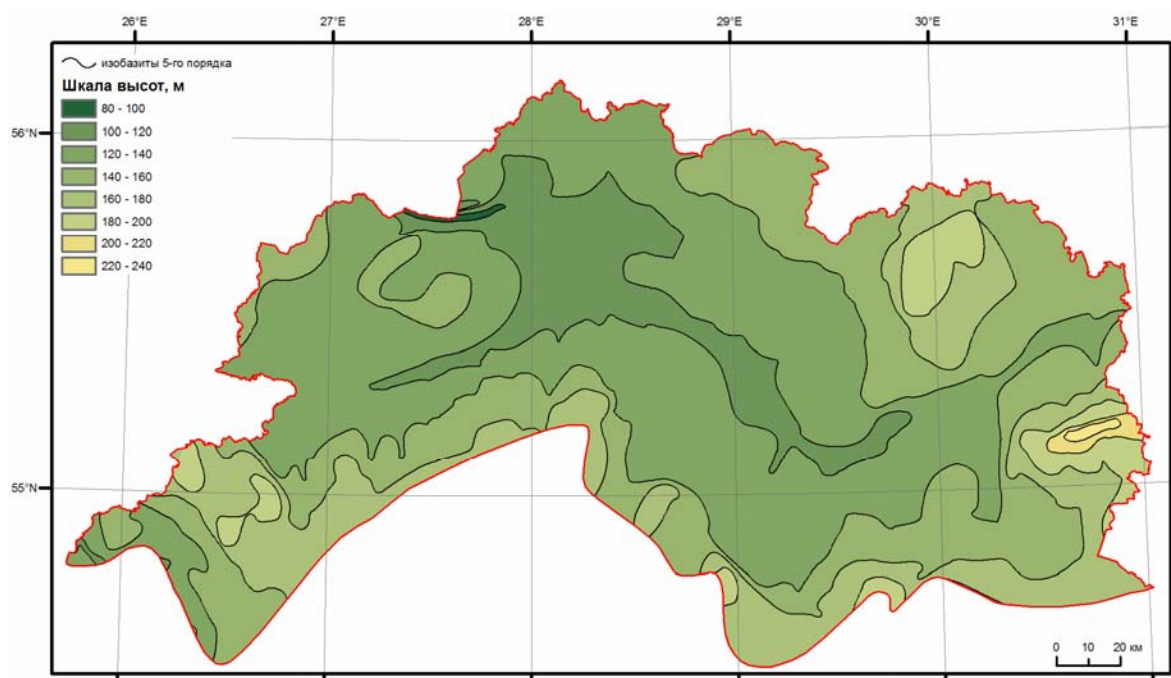 26°E 27°E 28°E 29°E 30°E 31°E
изобазиты 5-го порядка
Шкала высот, м
80 - 100
100 - 120
120 - 140
140 - 160
160 - 180
180 - 200
200 - 220
220 - 240
56°N
55°N
0 10 20 км